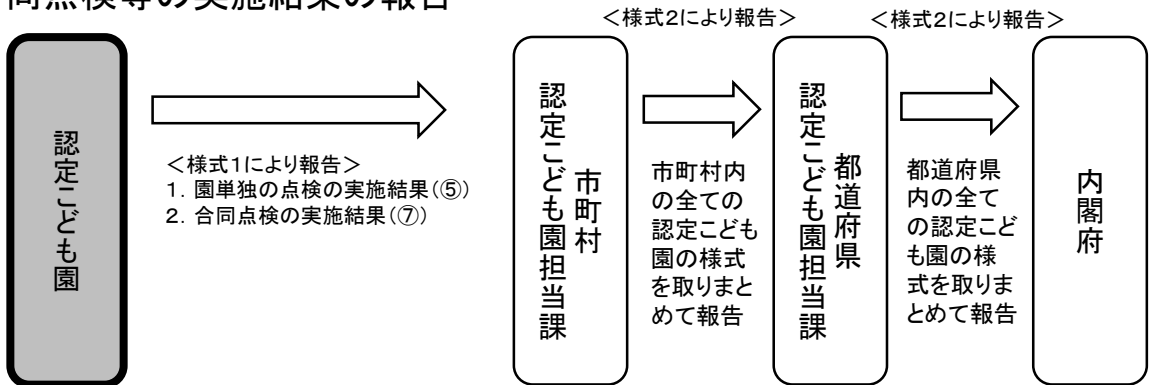 同点検等の実施結果の報告
<様式2により報告>
<様式2により報告>
認定こども園
<様式1により報告>
1．園単独の点検の実施結果(⑤)
2．合同点検の実施結果(⑦)
市町村
認定こども園担当課
市町村内
の全ての
認定こども
園の様式
を取りまと
めて報告
都道府県
認定こども園担当課
都道府県
内の全て
の認定こど
も園の様
式を取りま
とめて報告
内閣府